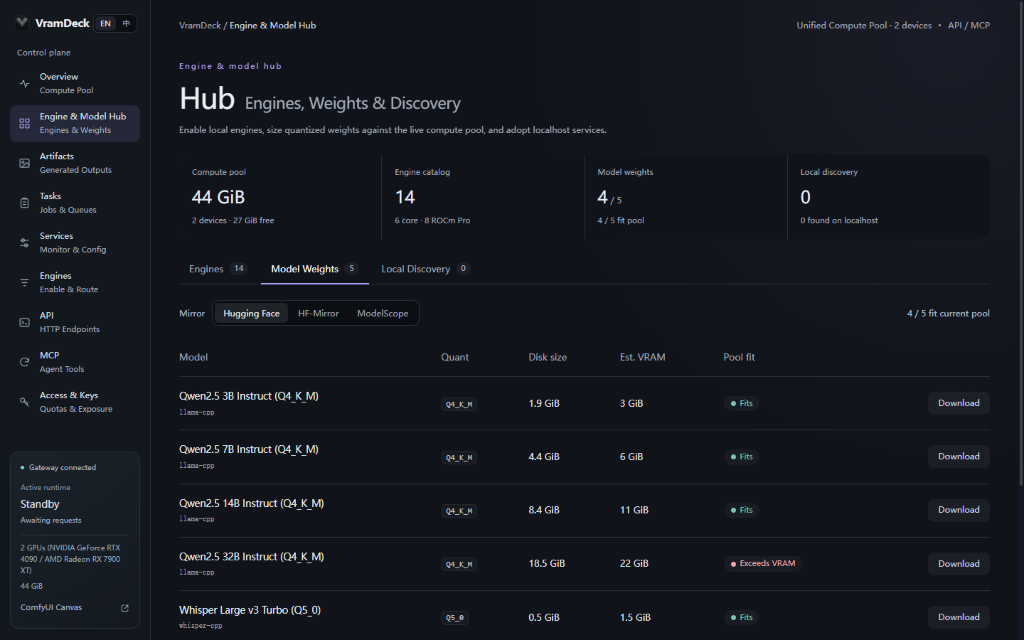 VramDeck EN 中
Control plane
Overview
Compute Pool
Engine & Model Hub
Engines & Weights
Artifacts
Generated Outputs
Tasks
Jobs & Queues
Services
Monitor & Config
Engines
Enable & Route
API
HTTP Endpoints
MCP
Agent Tools
Access & Keys
Quotas & Exposure
Gateway connected
Active runtime
Standby
Awaiting requests
2 GPUs (NVIDIA GeForce RTX
4090 / AMD Radeon RX 7900
XT)
44 GiB
ComfyUI Canvas
VramDeck / Engine & Model Hub
Unified Compute Pool · 2 devices • API / MCP
Engine & model hub
Hub Engines, Weights & Discovery
Enable local engines, size quantized weights against the live compute pool, and adopt localhost services.
Compute pool
44 GiB
2 devices · 27 GiB free
Engine catalog
14
6 core · 8 ROCm Pro
Model weights
4 / 5
4 / 5 fit pool
Local discovery
0
0 found on localhost
Engines 14 Model Weights 5 Local Discovery 0
Mirror Hugging Face HF-Mirror ModelScope 4 / 5 fit current pool
Model Quant Disk size Est. VRAM Pool fit
Qwen2.5 3B Instruct (Q4_K_M)
llama-cpp
Q4_K_M 1.9 GiB 3 GiB Fits Download
Qwen2.5 7B Instruct (Q4_K_M)
llama-cpp
Q4_K_M 4.4 GiB 6 GiB Fits Download
Qwen2.5 14B Instruct (Q4_K_M)
llama-cpp
Q4_K_M 8.4 GiB 11 GiB Fits Download
Qwen2.5 32B Instruct (Q4_K_M)
llama-cpp
Q4_K_M 18.5 GiB 22 GiB Exceeds VRAM Download
Whisper Large v3 Turbo (Q5_0)
whisper-cpp
Q5_0 0.5 GiB 1.5 GiB Fits Download